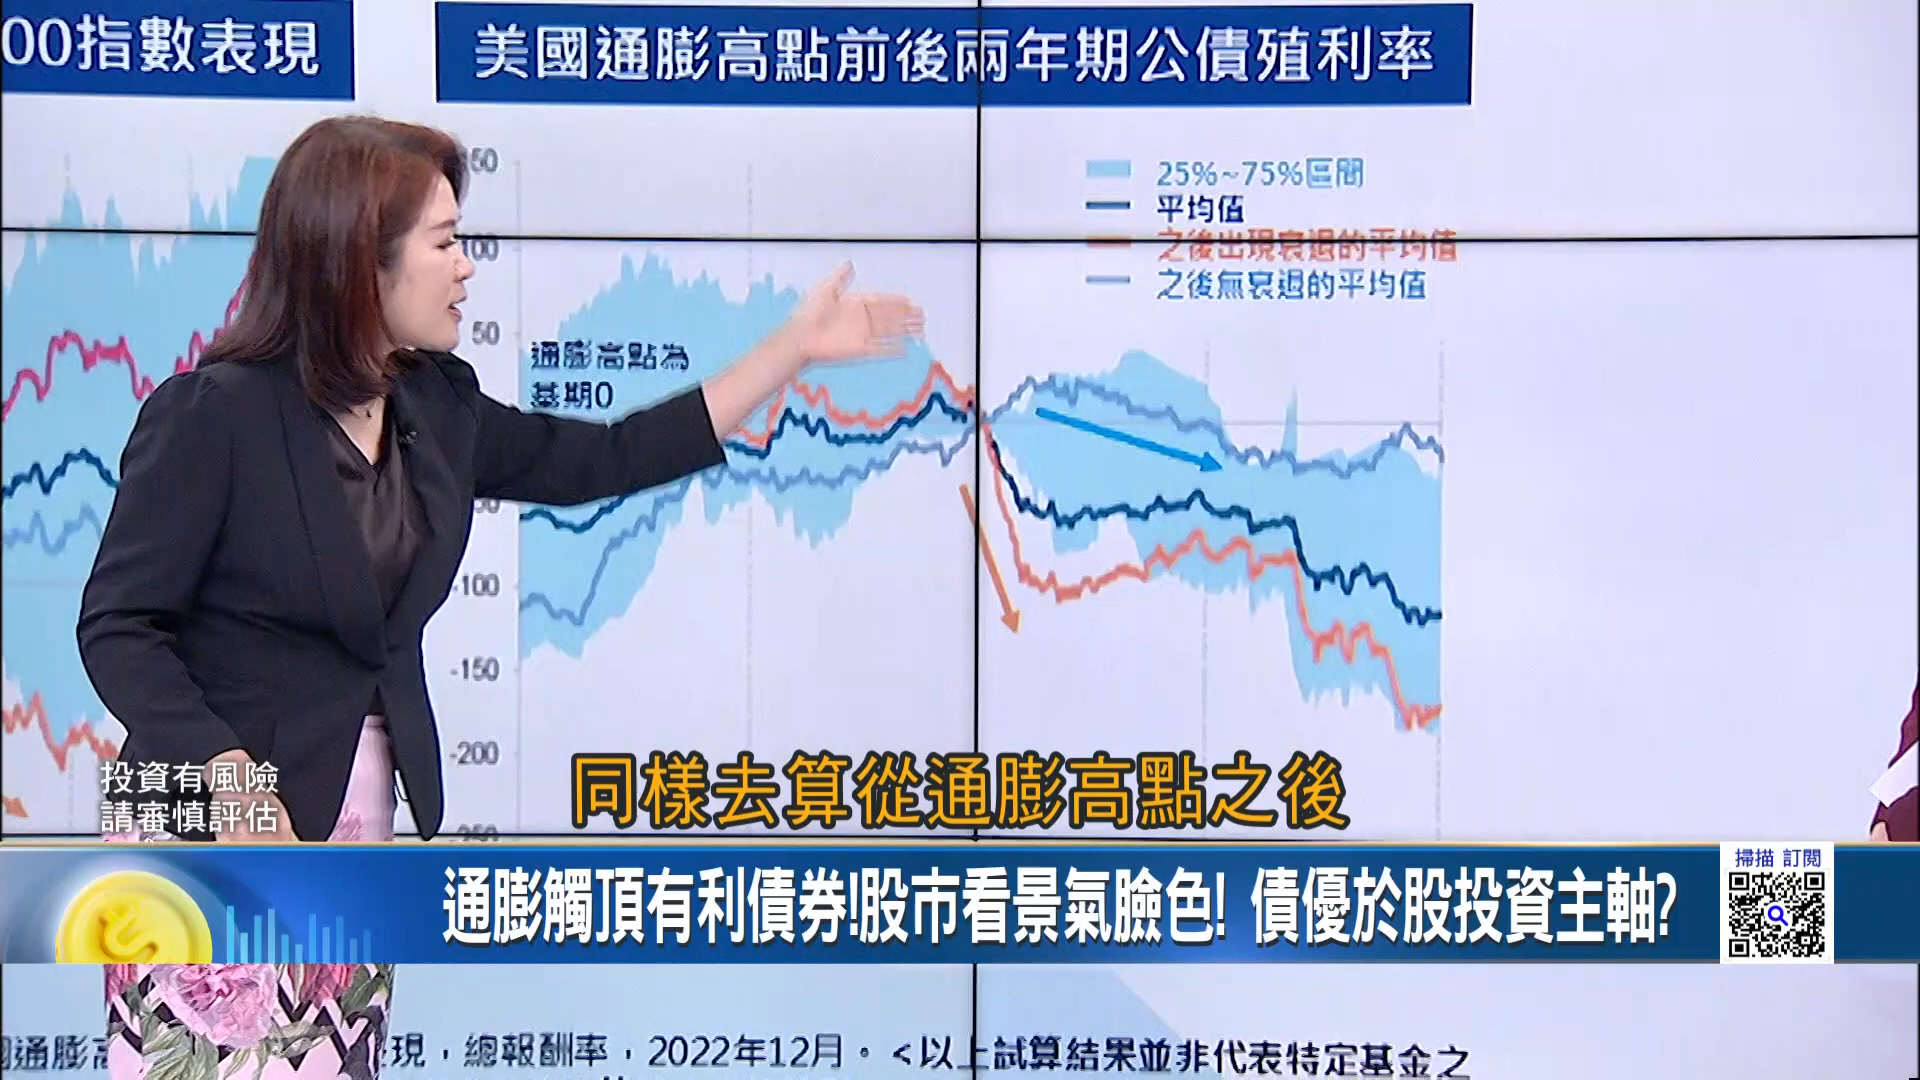 00指數表現
美國通膨高點前後兩年期公債殖利率
50
100
50
-100
-150
-200
250
25%~75%區間
平均值
之後出現衰退的平均值
之後無衰退的平均值
通膨高點為
基期0
投資有風險
請審慎評估
同樣去算從通膨高點之後
通膨觸頂有利債券!股市看景氣臉色! 債優於股投資主軸?
掃描 訂閱
通膨高
現，總報酬率，2022年12月。<以上試算結果並非代表特定基金之